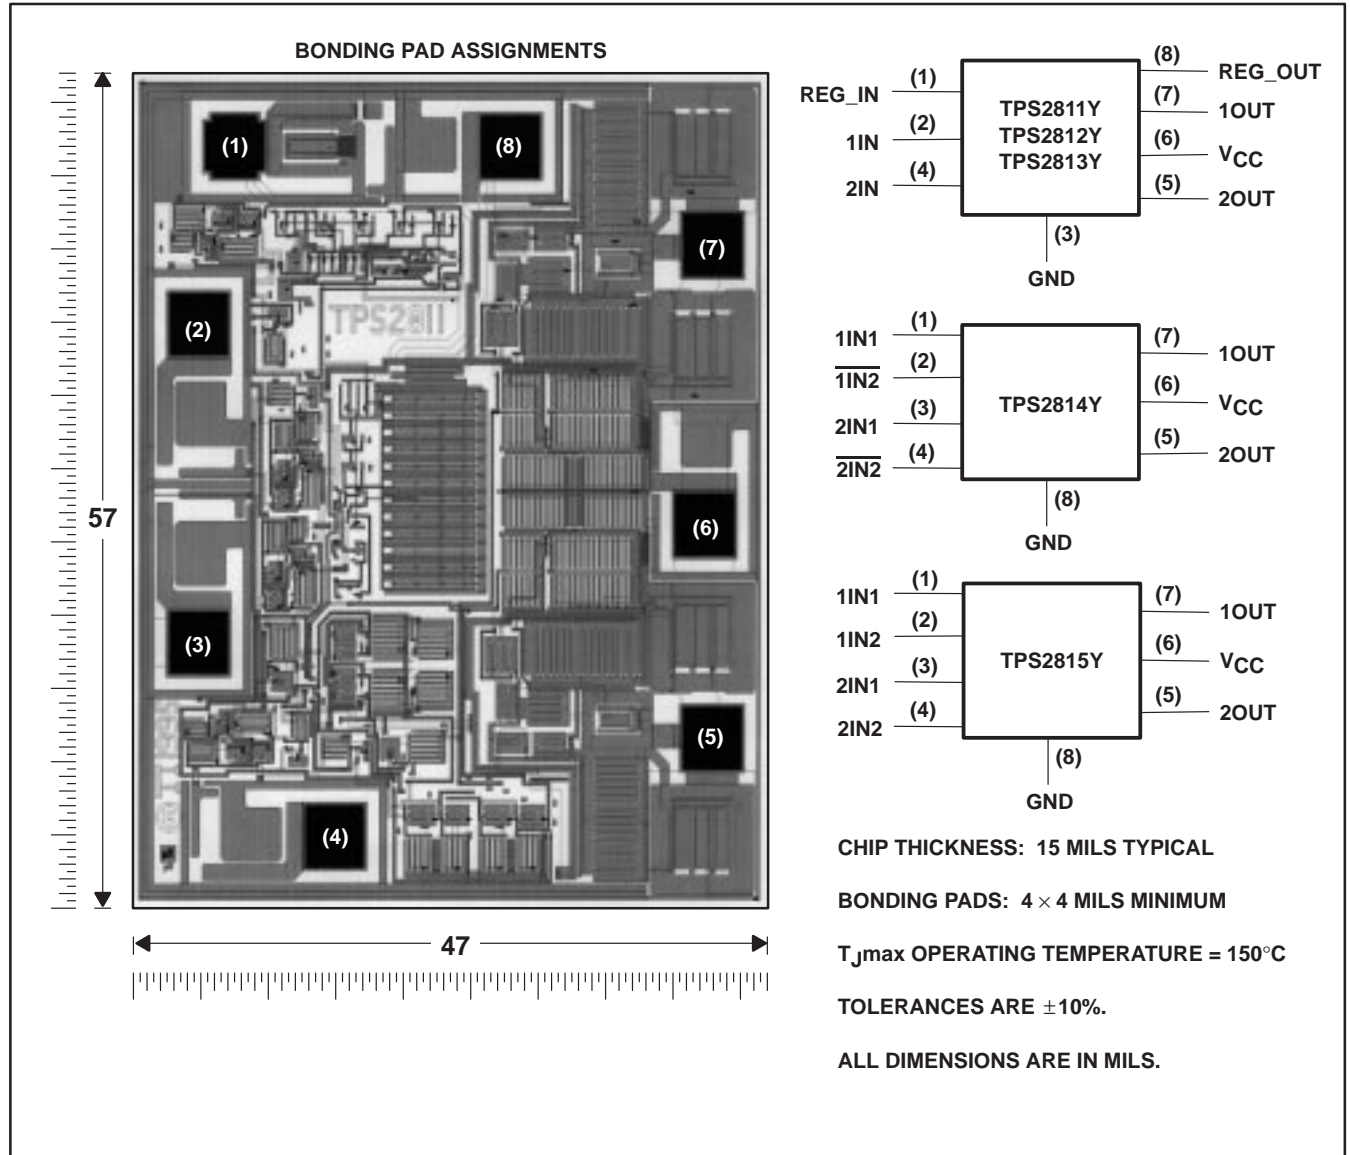 BONDING PAD ASSIGNMENTS
(1)
(8)
(7)
(2)
TPS2811
(6)
(3)
(5)
(4)
57
47
REG_IN (1)
1IN (2)
2IN (4)
TPS2811Y
TPS2812Y
TPS2813Y
(8) REG_OUT
(7) 1OUT
(6) VCC
(5) 2OUT
(3)
GND
1IN1 (1)
1IN2 (2)
2IN1 (3)
2IN2 (4)
TPS2814Y
(7) 1OUT
(6) VCC
(5) 2OUT
(8)
GND
1IN1 (1)
1IN2 (2)
2IN1 (3)
2IN2 (4)
TPS2815Y
(7) 1OUT
(6) VCC
(5) 2OUT
(8)
GND
CHIP THICKNESS: 15 MILS TYPICAL
BONDING PADS: 4 × 4 MILS MINIMUM
TJmax OPERATING TEMPERATURE = 150°C
TOLERANCES ARE ±10%.
ALL DIMENSIONS ARE IN MILS.